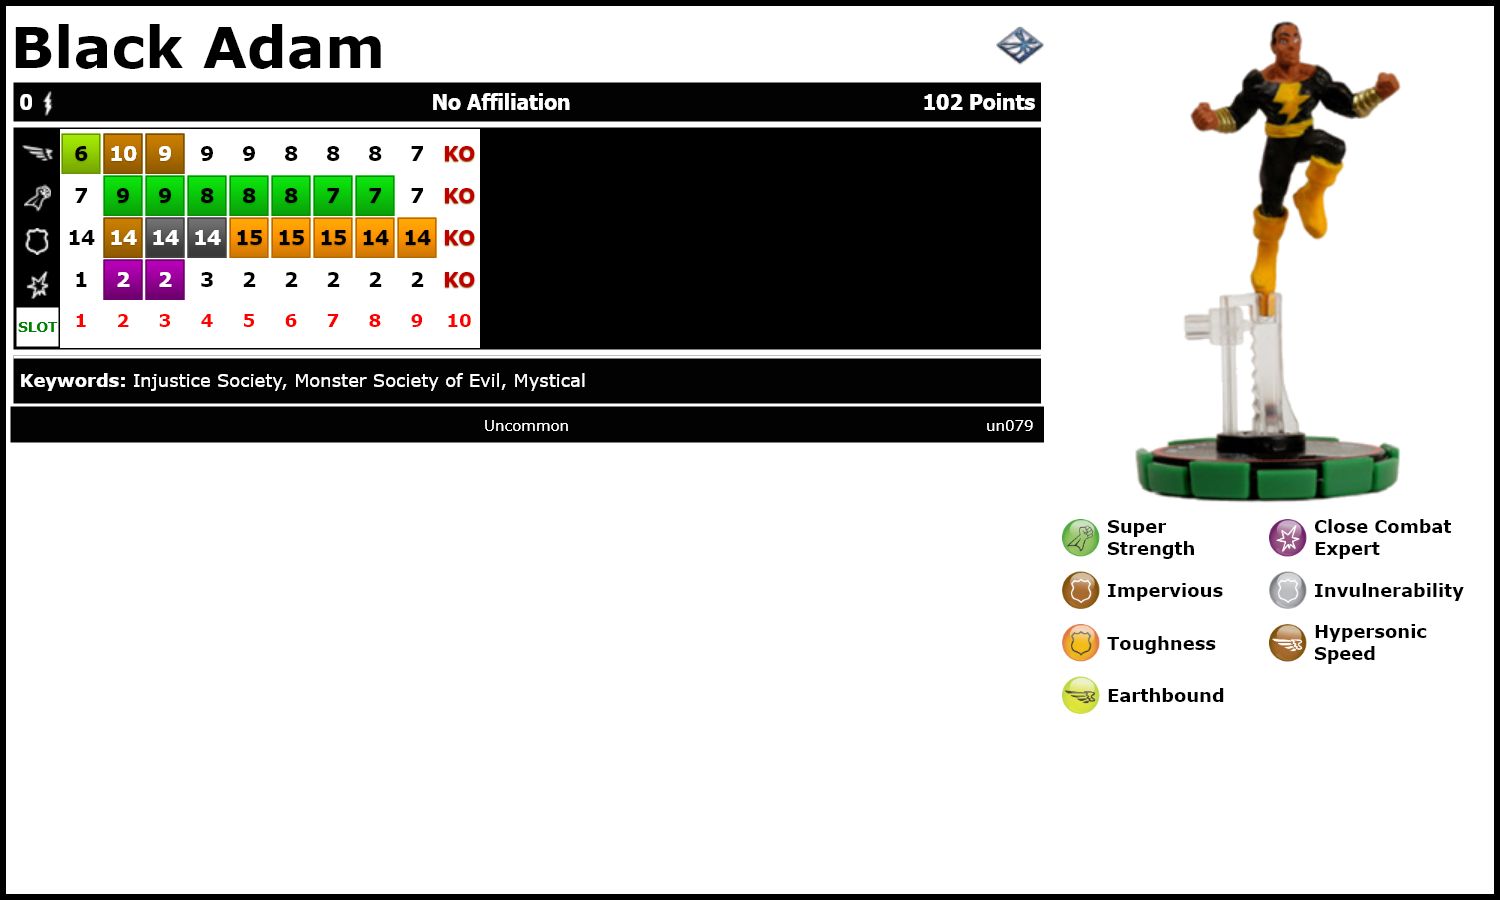 Black Adam
0 No Affiliation 102 Points
6 10 9 9 9 8 8 8 7 KO
7 9 9 8 8 8 7 7 7 KO
14 14 14 14 15 15 15 14 14 KO
1 2 2 3 2 2 2 2 2 KO
SLOT 1 2 3 4 5 6 7 8 9 10
Keywords: Injustice Society, Monster Society of Evil, Mystical
Uncommon un079
Super
Strength
Close Combat
Expert
Impervious
Invulnerability
Toughness
Hypersonic
Speed
Earthbound